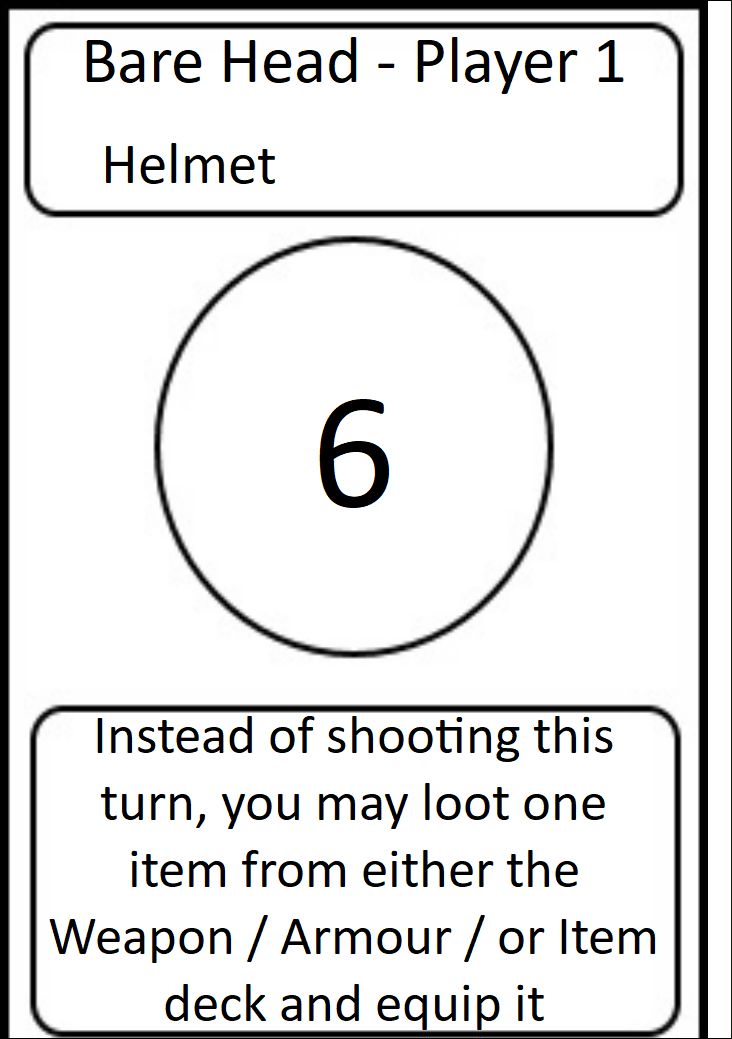 Bare Head - Player 1
Helmet
6
Instead of shooting this
turn, you may loot one
item from either the
Weapon / Armour / or Item
deck and equip it